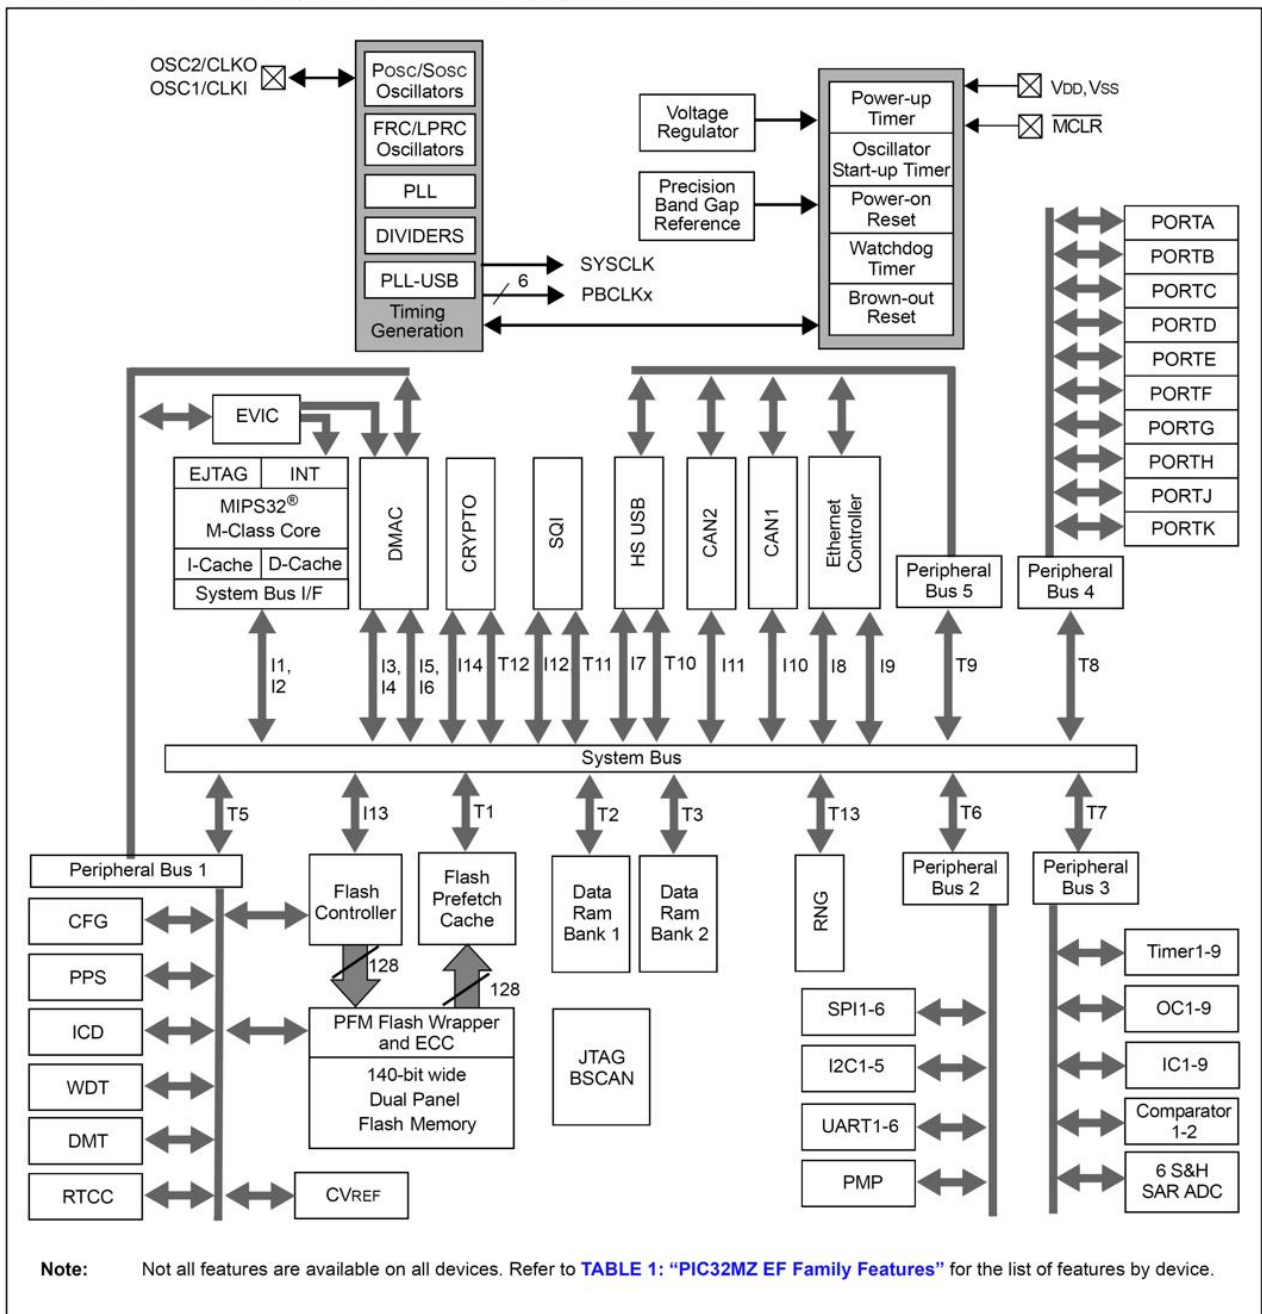 OSC2/CLKO
OSC1/CLKI
POSC/SOSC
Oscillators
FRC/LPRC
Oscillators
PLL
DIVIDERS
PLL-USB
Timing
Generation
6
SYSCLK
PBCLKx
Voltage
Regulator
Precision
Band Gap
Reference
Power-up
Timer
Oscillator
Start-up Timer
Power-on
Reset
Watchdog
Timer
Brown-out
Reset
VDD, VSS
MCLR
PORTA
PORTB
PORTC
PORTD
PORTE
PORTF
PORTG
PORTH
PORTJ
PORTK
EVIC
EJTAG
INT
MIPS32®
M-Class Core
I-Cache
D-Cache
System Bus I/F
DMAC
CRYPTO
SQI
HS USB
CAN2
CAN1
Ethernet
Controller
Peripheral
Bus 5
Peripheral
Bus 4
I1,
I2
I3,
I4
I5,
I6
I14
T12
I12
T11
I7
T10
I11
I10
I8
I9
T9
T8
System Bus
T5
I13
T1
T2
T3
T13
T6
T7
Peripheral Bus 1
Flash
Controller
Flash
Prefetch
Cache
Data
Ram
Bank 1
Data
Ram
Bank 2
RNG
Peripheral
Bus 2
Peripheral
Bus 3
CFG
PPS
ICD
WDT
DMT
RTCC
128
128
PFM Flash Wrapper
and ECC
140-bit wide
Dual Panel
Flash Memory
CVREF
JTAG
BSCAN
SPI1-6
I2C1-5
UART1-6
PMP
Timer1-9
OC1-9
IC1-9
Comparator
1-2
6 S&H
SAR ADC
Note: Not all features are available on all devices. Refer to TABLE 1: “PIC32MZ EF Family Features” for the list of features by device.